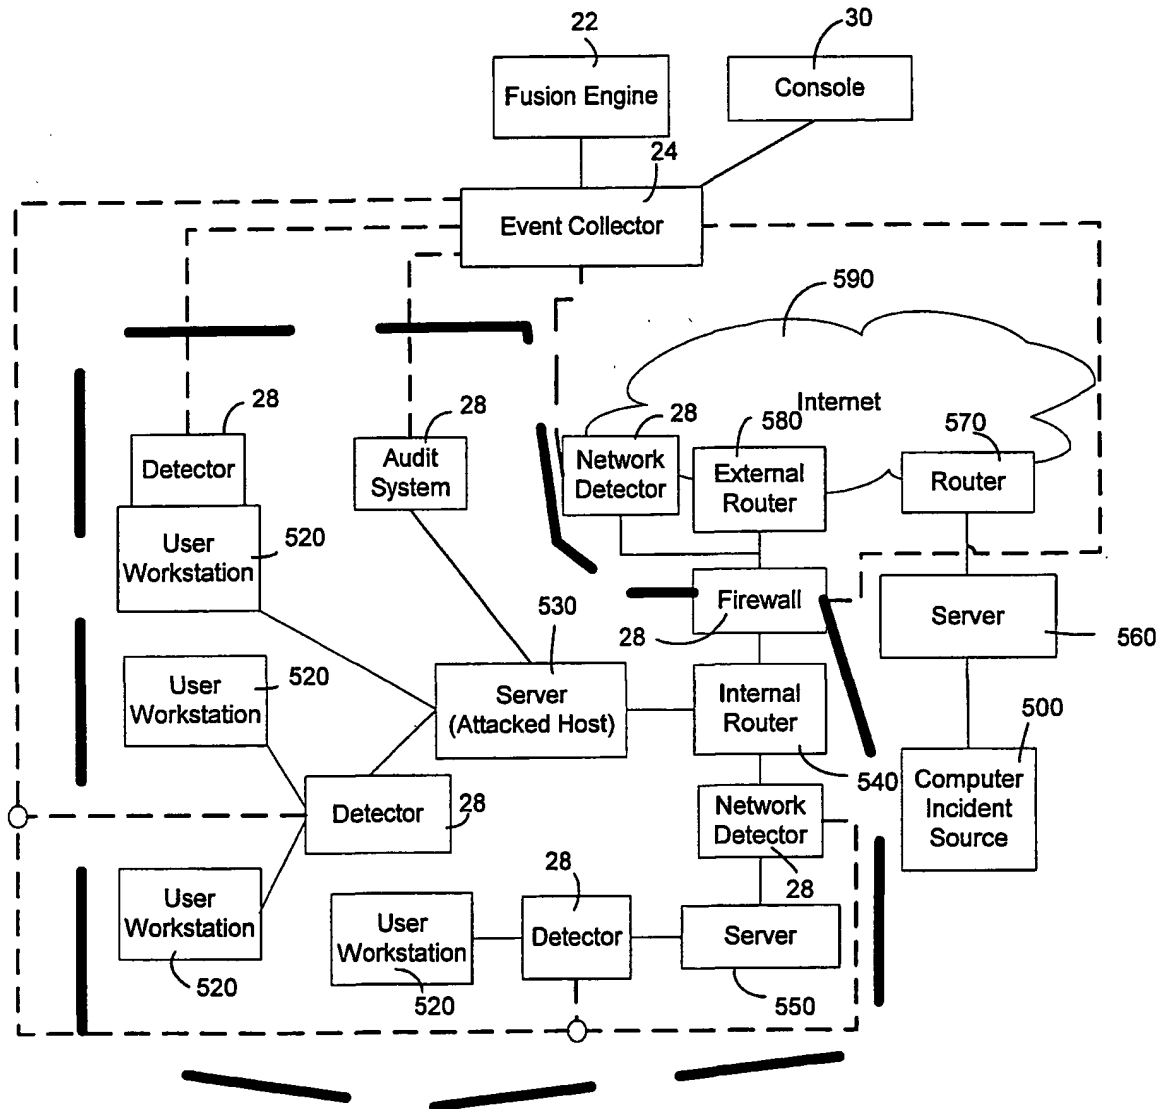 22
30
Fusion Engine
Console
24
Event Collector
590
Internet
28
28
28
580
570
Detector
Audit
System
Network
Detector
External
Router
Router
520
User
Workstation
530
Firewall
28
Server
560
520
User
Workstation
Server
(Attacked Host)
Internal
Router
500
540
Computer
Incident
Source
Detector
28
Network
Detector
28
28
User
Workstation
520
User
Workstation
520
Detector
Server
550